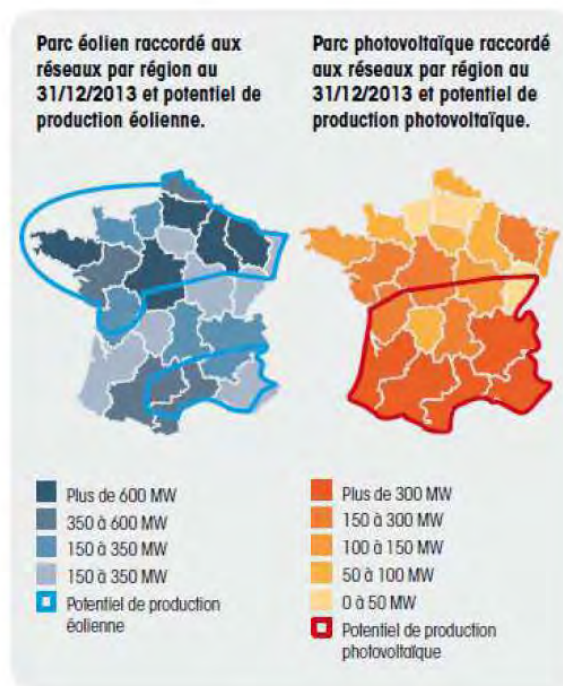 Parc éolien raccordé aux
réseaux par région au
31/12/2013 et potentiel de
production éolienne.
Parc photovoltaïque raccordé
aux réseaux par région au
31/12/2013 et potentiel de
production photovoltaïque.
Plus de 600 MW
350 à 600 MW
150 à 350 MW
150 à 350 MW
Potentiel de production
éolienne
Plus de 300 MW
150 à 300 MW
100 à 150 MW
50 à 100 MW
0 à 50 MW
Potentiel de production
photovoltaïque